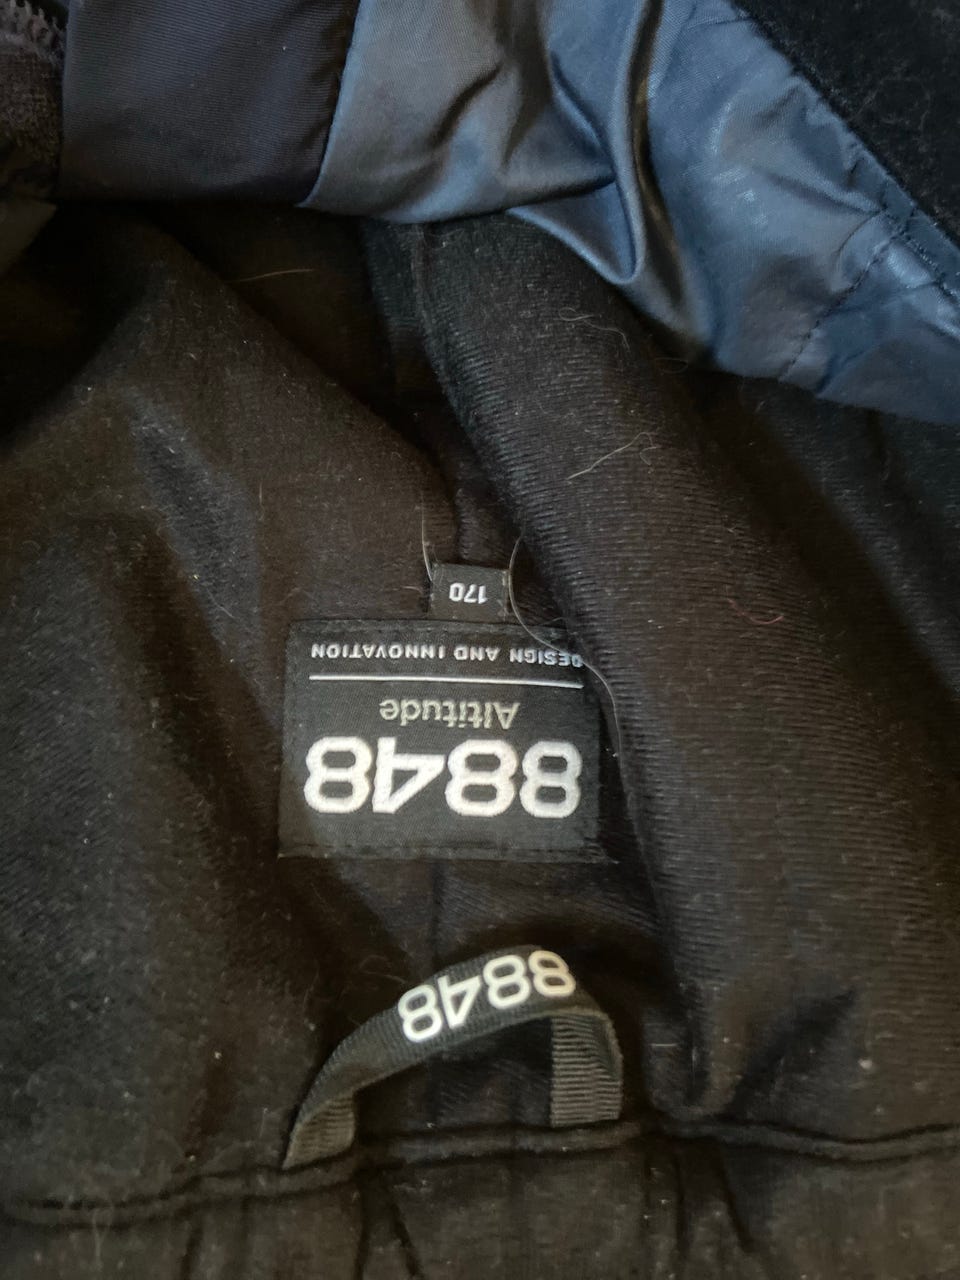 8848
8848
Altitude
DESIGN AND INNOVATION
170